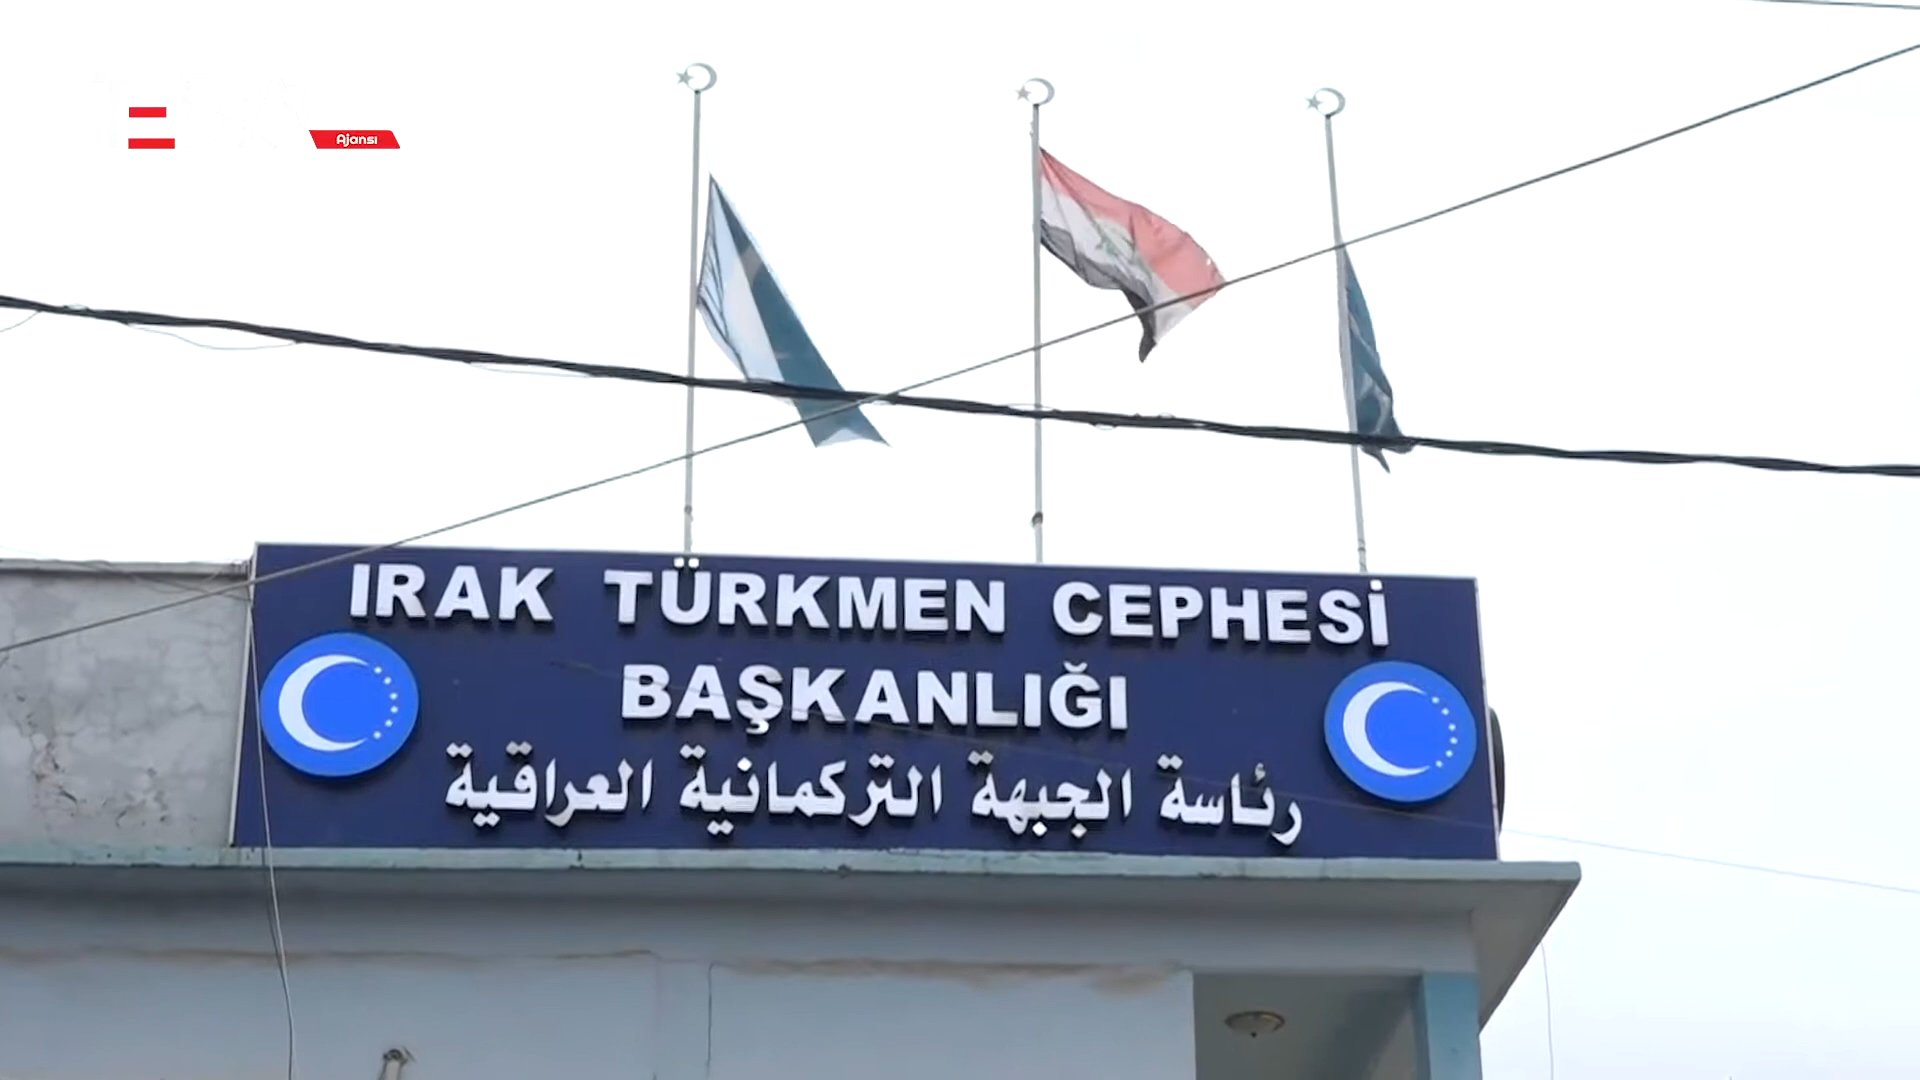 Ajansı
IRAK TÜRKMEN CEPHESİ
BAŞKANLIĞI
رئاسة الجبهة التركمانية العراقية